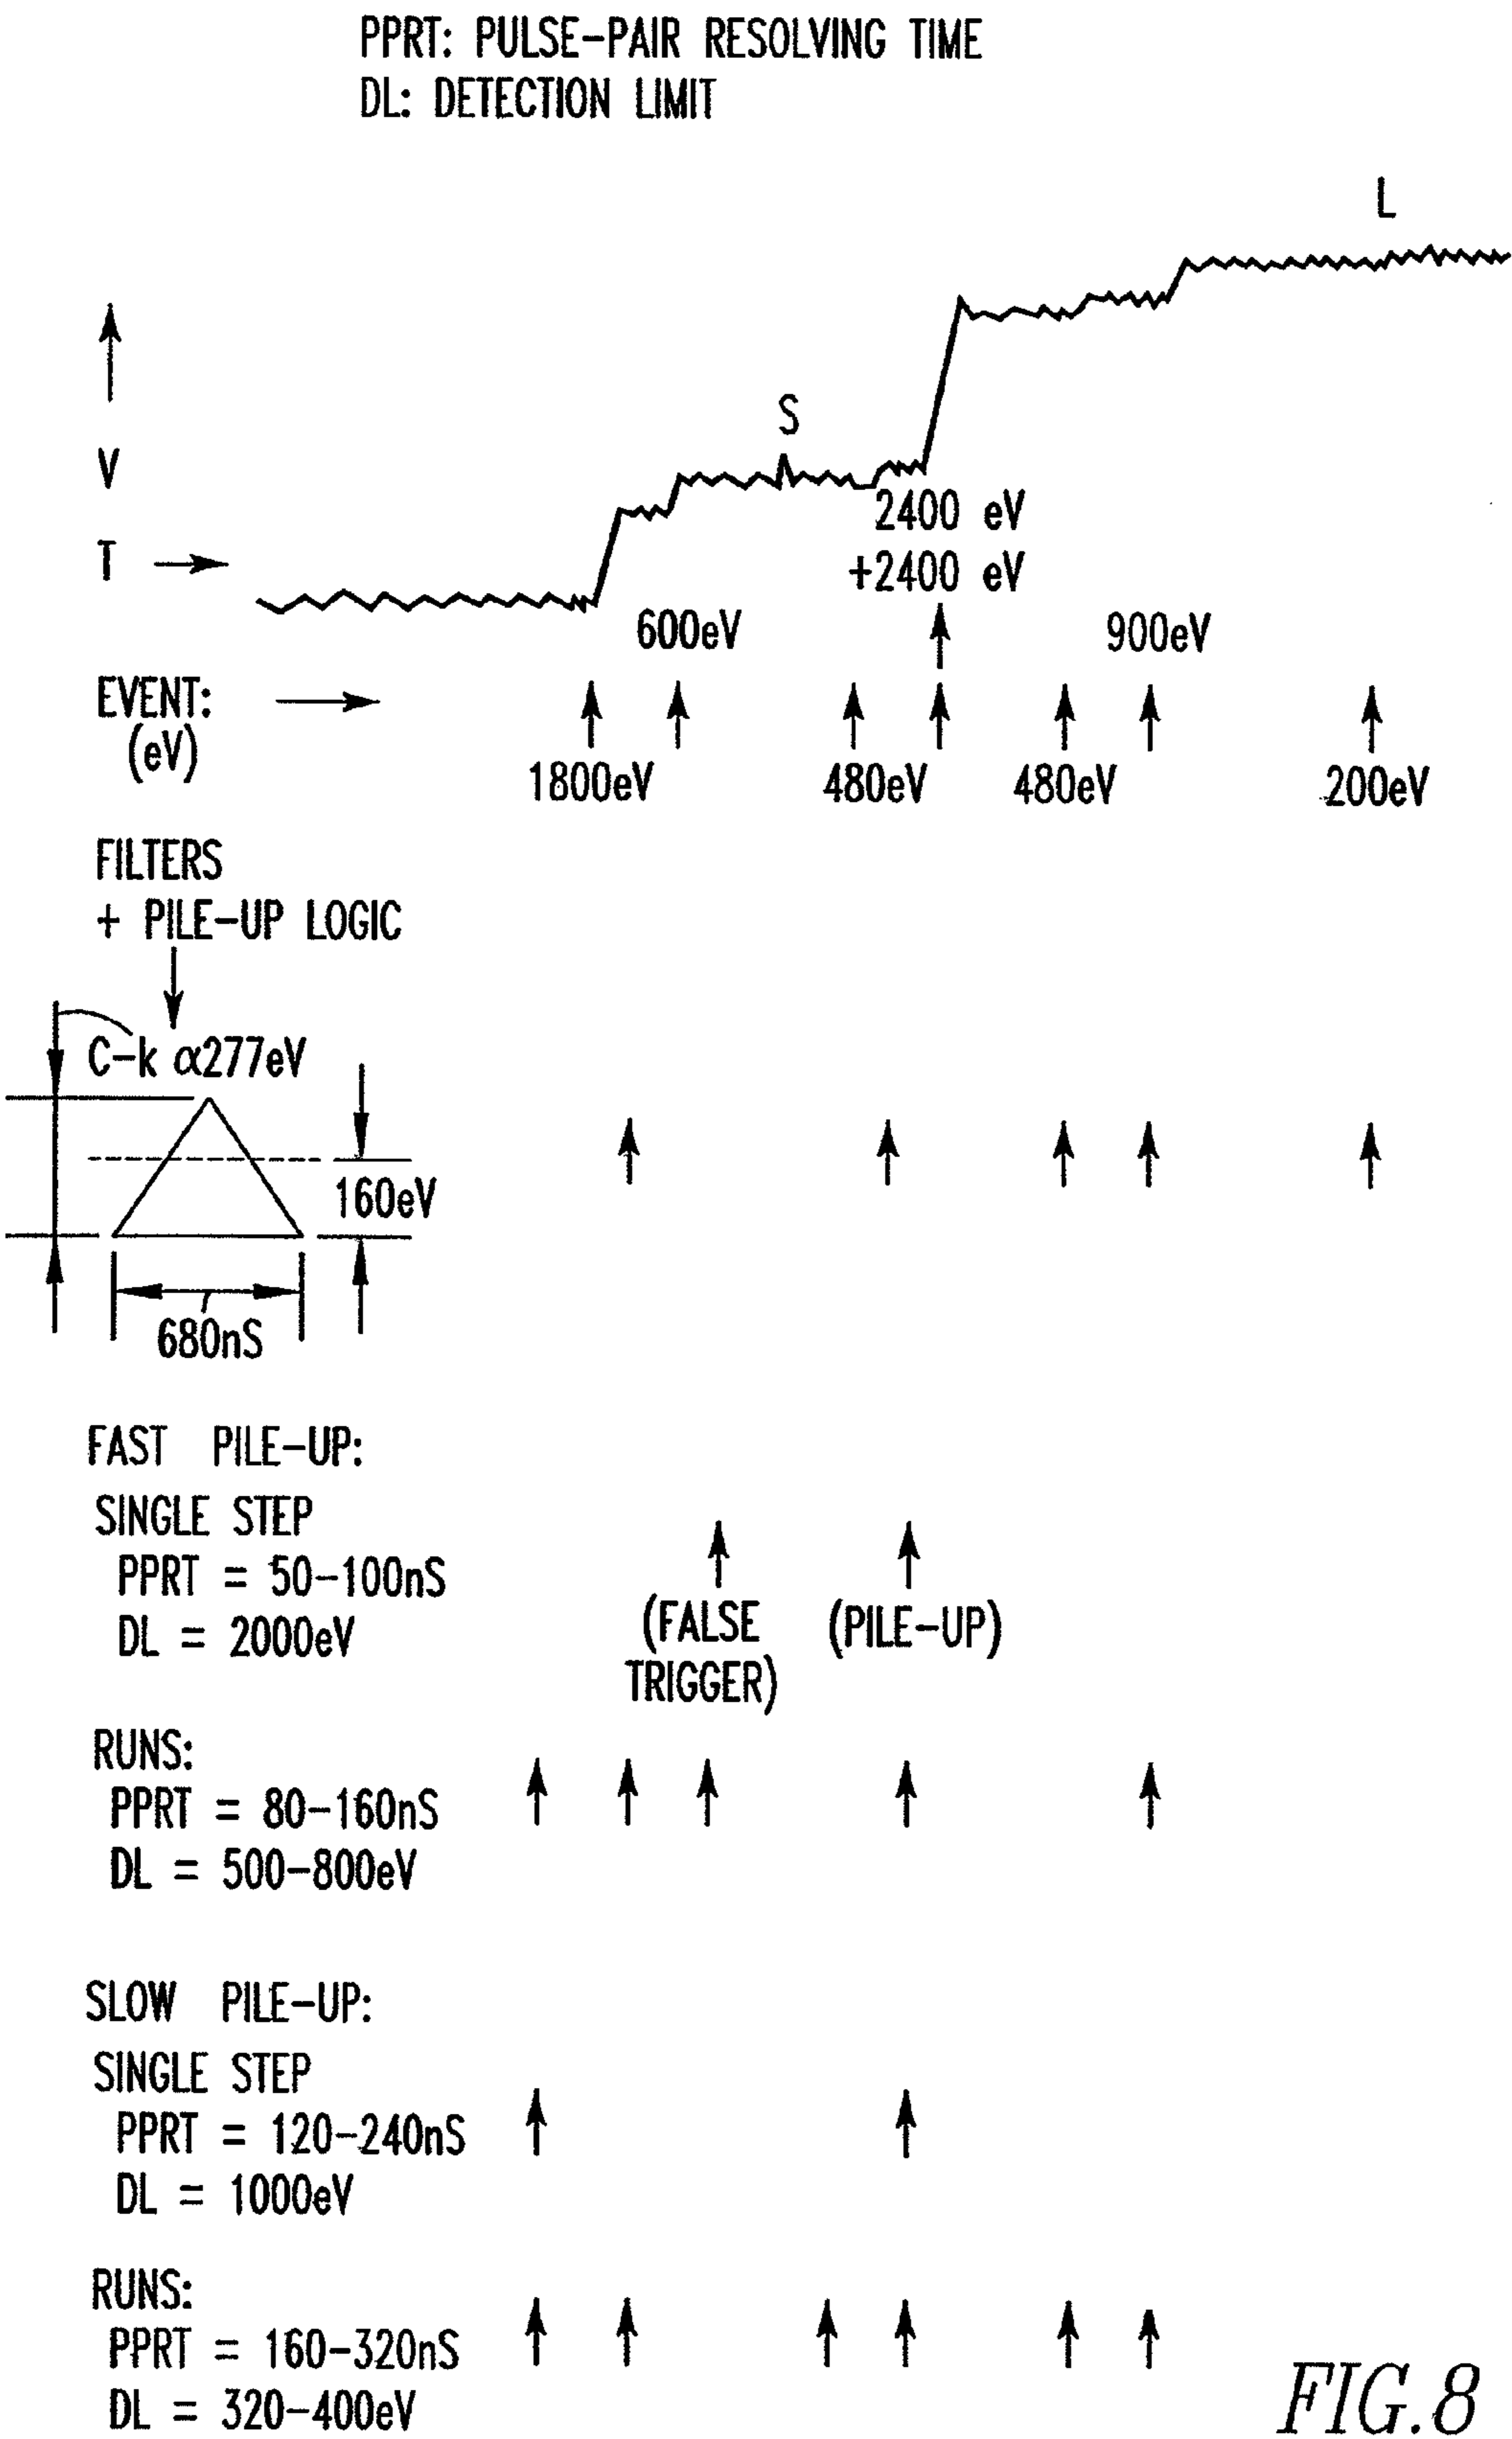 PPRT: PULSE-PAIR RESOLVING TIME
DL: DETECTION LIMIT
L
S
V
T
2400 eV
+2400 eV
600eV
900eV
EVENT:
(eV)
1800eV
480eV
480eV
200eV
FILTERS
+ PILE-UP LOGIC
C-k α277eV
160eV
680nS
FAST PILE-UP:
SINGLE STEP
PPRT = 50-100nS
DL = 2000eV
(FALSE
TRIGGER)
(PILE-UP)
RUNS:
PPRT = 80-160nS
DL = 500-800eV
SLOW PILE-UP:
SINGLE STEP
PPRT = 120-240nS
DL = 1000eV
RUNS:
PPRT = 160-320nS
DL = 320-400eV
FIG.8